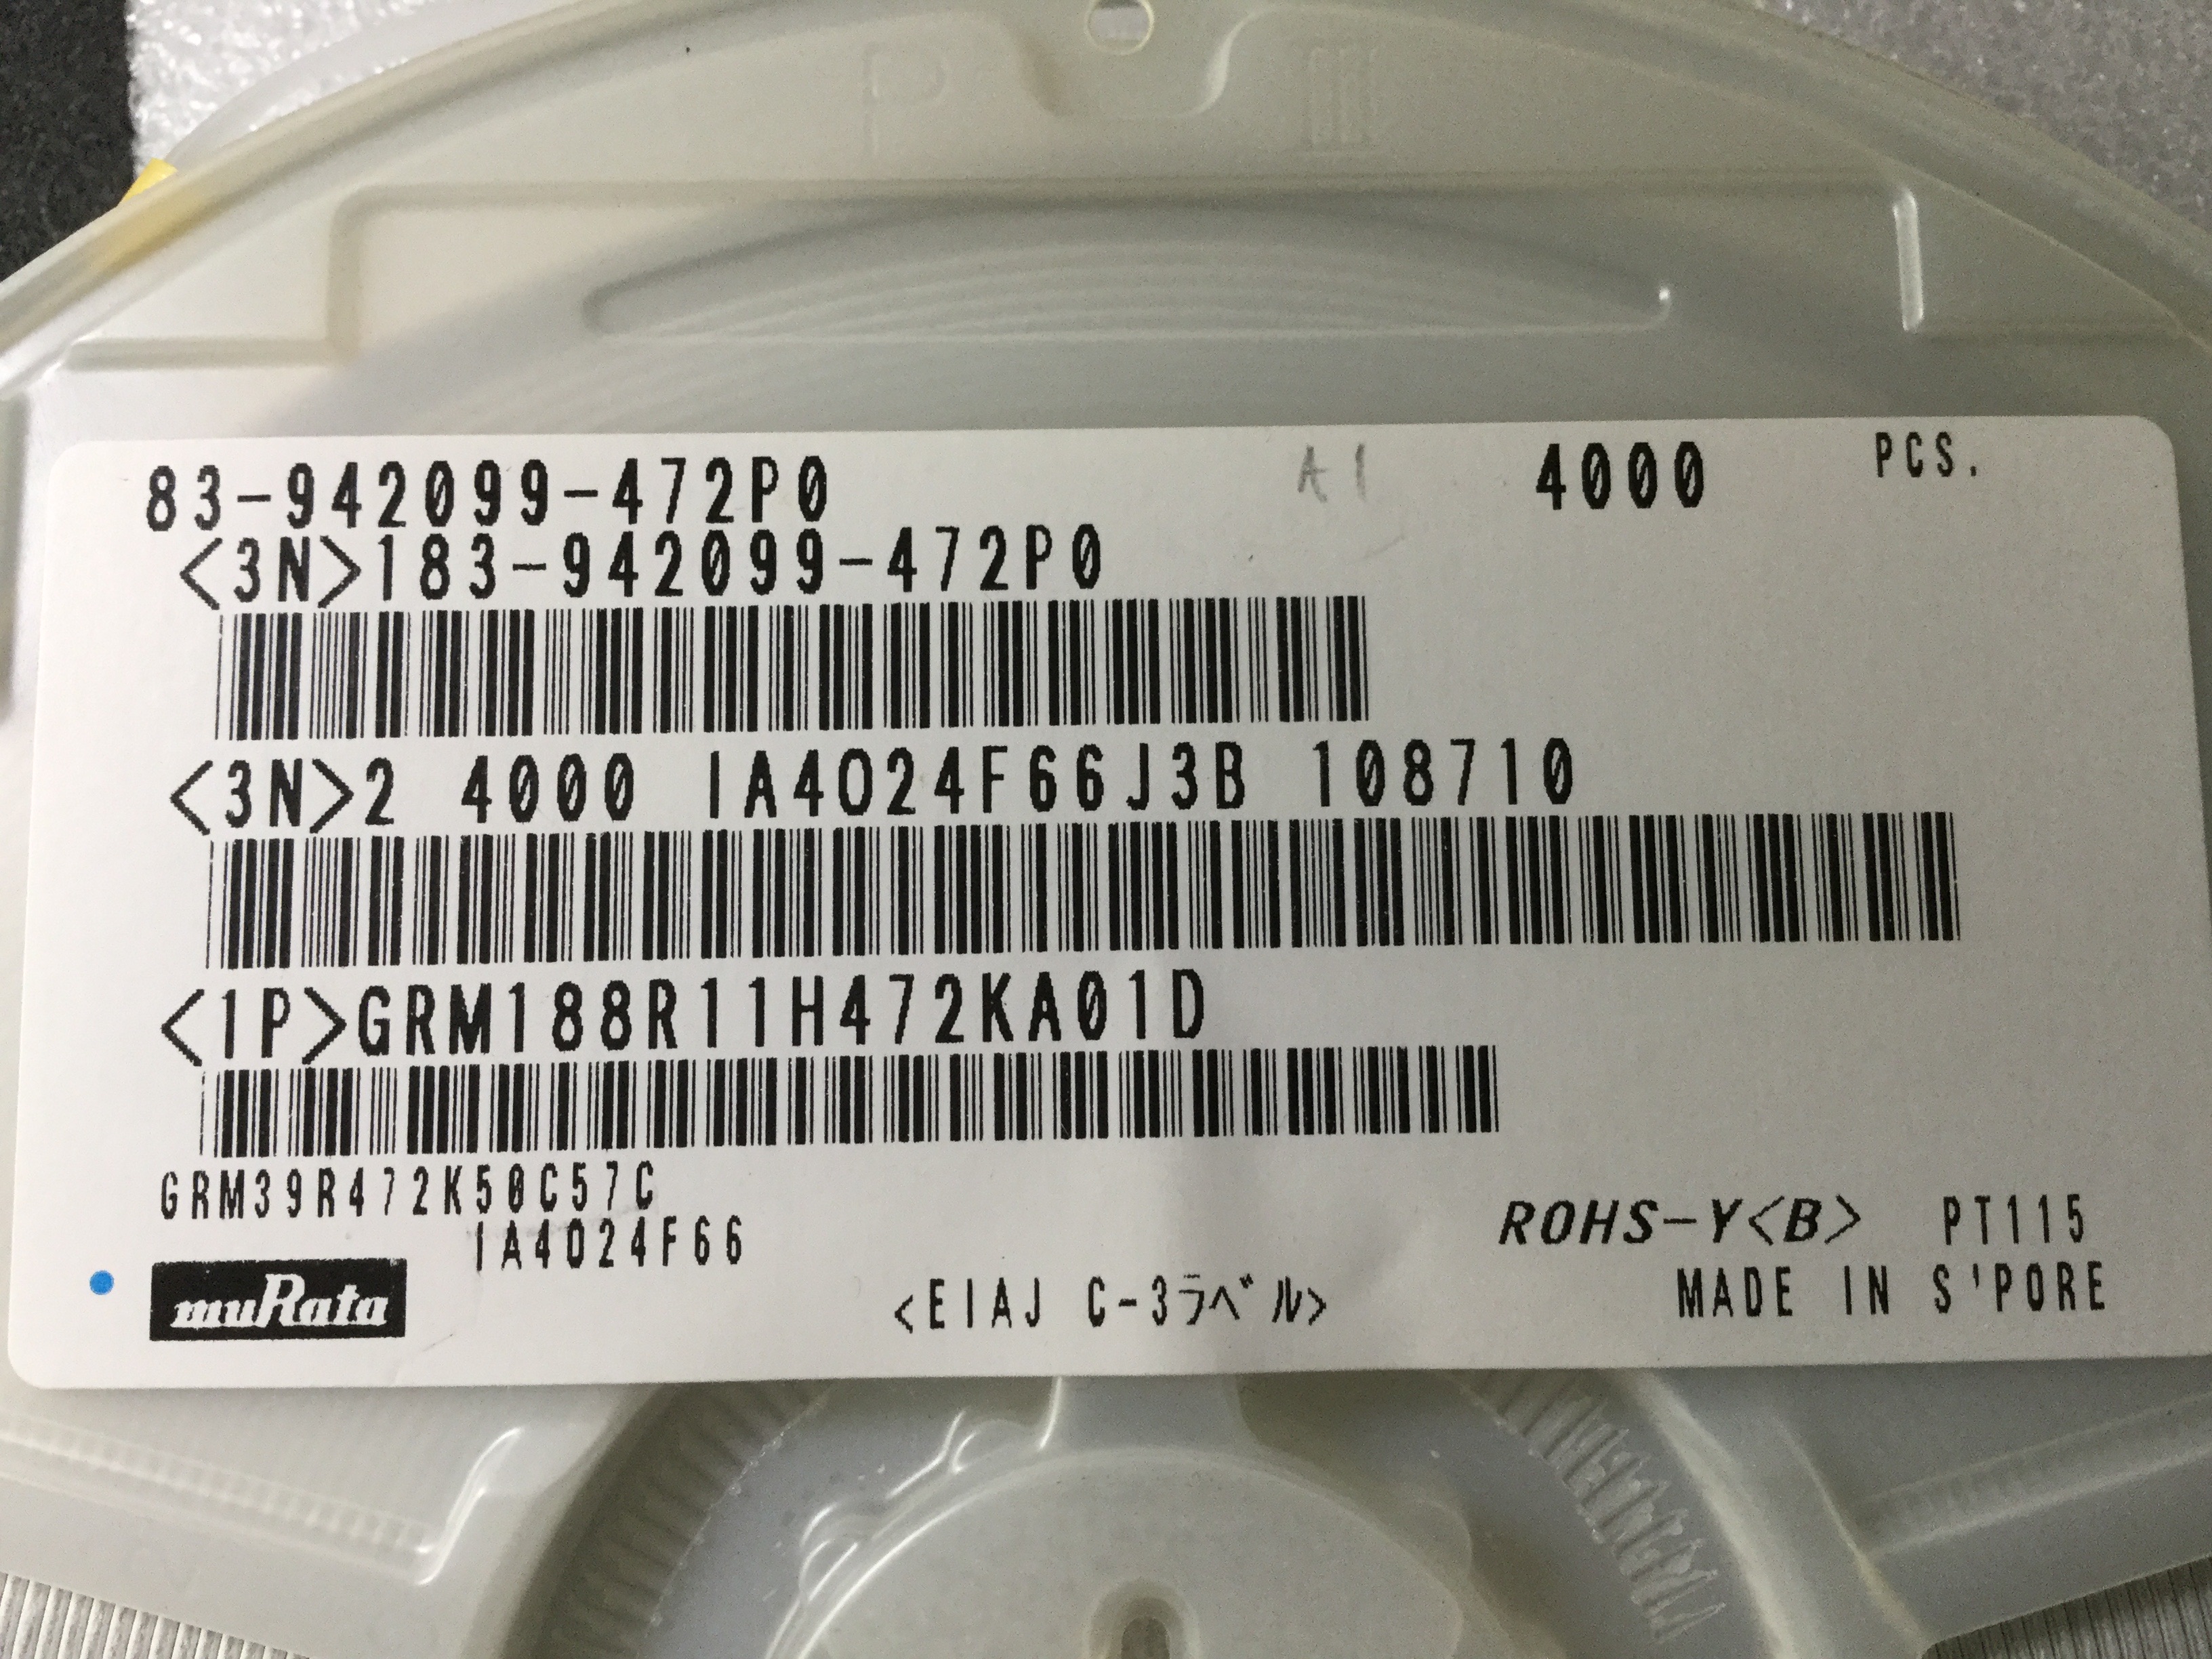 83-942099-472P0 A1 4000 PCS.
<3N>183-942099-472P0
<3N>2 4000 IA4024F66J3B 108710
<1P>GRM188R11H472KA01D
GRM39R472K50C57C
IA4024F66
ROHS-Y<B> PT115
muRata
<EIAJ C-3ラベル>
MADE IN S'PORE